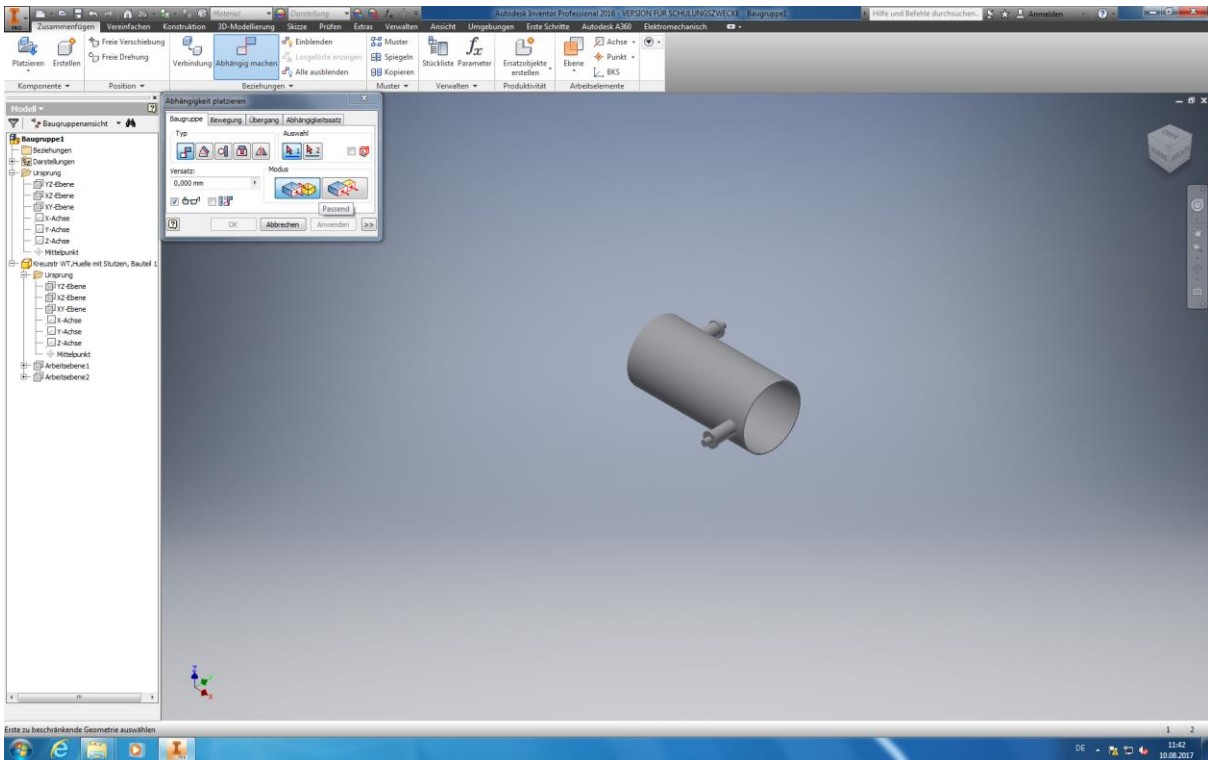 Material
Darstellung
Autodesk Inventor Professional 2016 - VERSION FÜR SCHULUNGSZWECKE Baugruppe1
Hilfe und Befehle durchsuchen...
Anmelden
PRO
Zusammenfügen Vereinfachen Konstruktion 3D-Modellierung Skizze Prüfen Extras Verwalten Ansicht Umgebungen Erste Schritte Autodesk A360 Elektromechanisch
Platzieren
Erstellen
Freie Verschiebung
Freie Drehung
Verbindung
Abhängig machen
Einblenden
Losgelöste anzeigen
Alle ausblenden
Muster
Spiegeln
Kopieren
Stückliste
Parameter
Ersatzobjekte erstellen
Ebene
Achse
Punkt
BKS
Komponente
Position
Beziehungen
Muster
Verwalten
Produktivität
Arbeitselemente
Modell
Baugruppenansicht
Baugruppe1
Beziehungen
Darstellungen
Ursprung
YZ-Ebene
XZ-Ebene
XY-Ebene
X-Achse
Y-Achse
Z-Achse
Mittelpunkt
Kreuzstr WT,Huelle mit Stutzen, Bauteil 1
Ursprung
YZ-Ebene
XZ-Ebene
XY-Ebene
X-Achse
Y-Achse
Z-Achse
Mittelpunkt
Arbeitsebene1
Arbeitsebene2
Abhängigkeit platzieren
Baugruppe Bewegung Übergang Abhängigkeitssatz
Typ
Auswahl
1 2
Versatz:
0,000 mm
Modus
Passend
OK Abbrechen Anwenden >>
Z
X
Erste zu beschränkende Geometrie auswählen
1 2
DE
11:42
10.08.2017